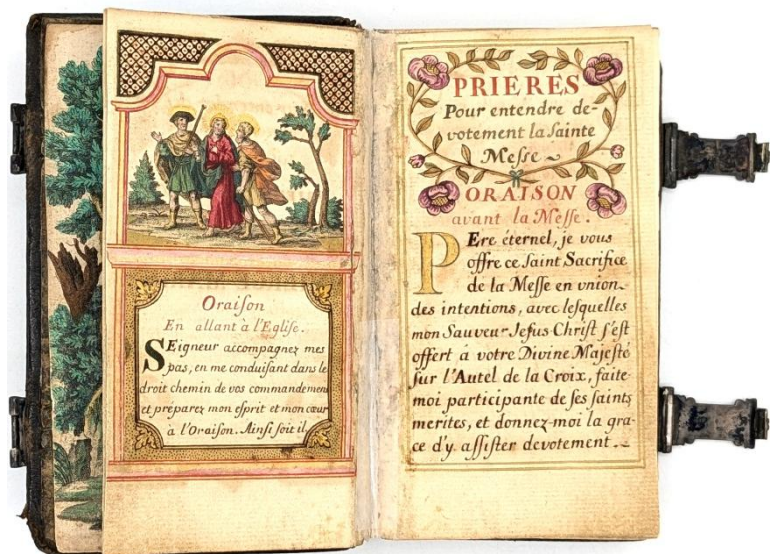 Oraiſon
En allant à l'Egliſe.
SEigneur accompagnez mes
pas, en me conduiſant dans le
droit chemin de vos commandemens
et préparez mon eſprit et mon cœur
à l'Oraiſon. Ainſi ſoit il.
PRIERES
Pour entendre de-
votement la Sainte
Meſſe ~
ORAISON
avant la Meſſe.
PEre éternel, je vous
offre ce Saint Sacrifice
de la Meſſe en union
des intentions, avec leſquelles
mon Sauveur Jeſus Chriſt ſ'eſt
offert à votre Divine Majeſté
ſur l'Autel de la Croix, faite-
moi participante de ſes ſaints
merites, et donnez-moi la gra-
ce d'y aſſiſter devotement.~